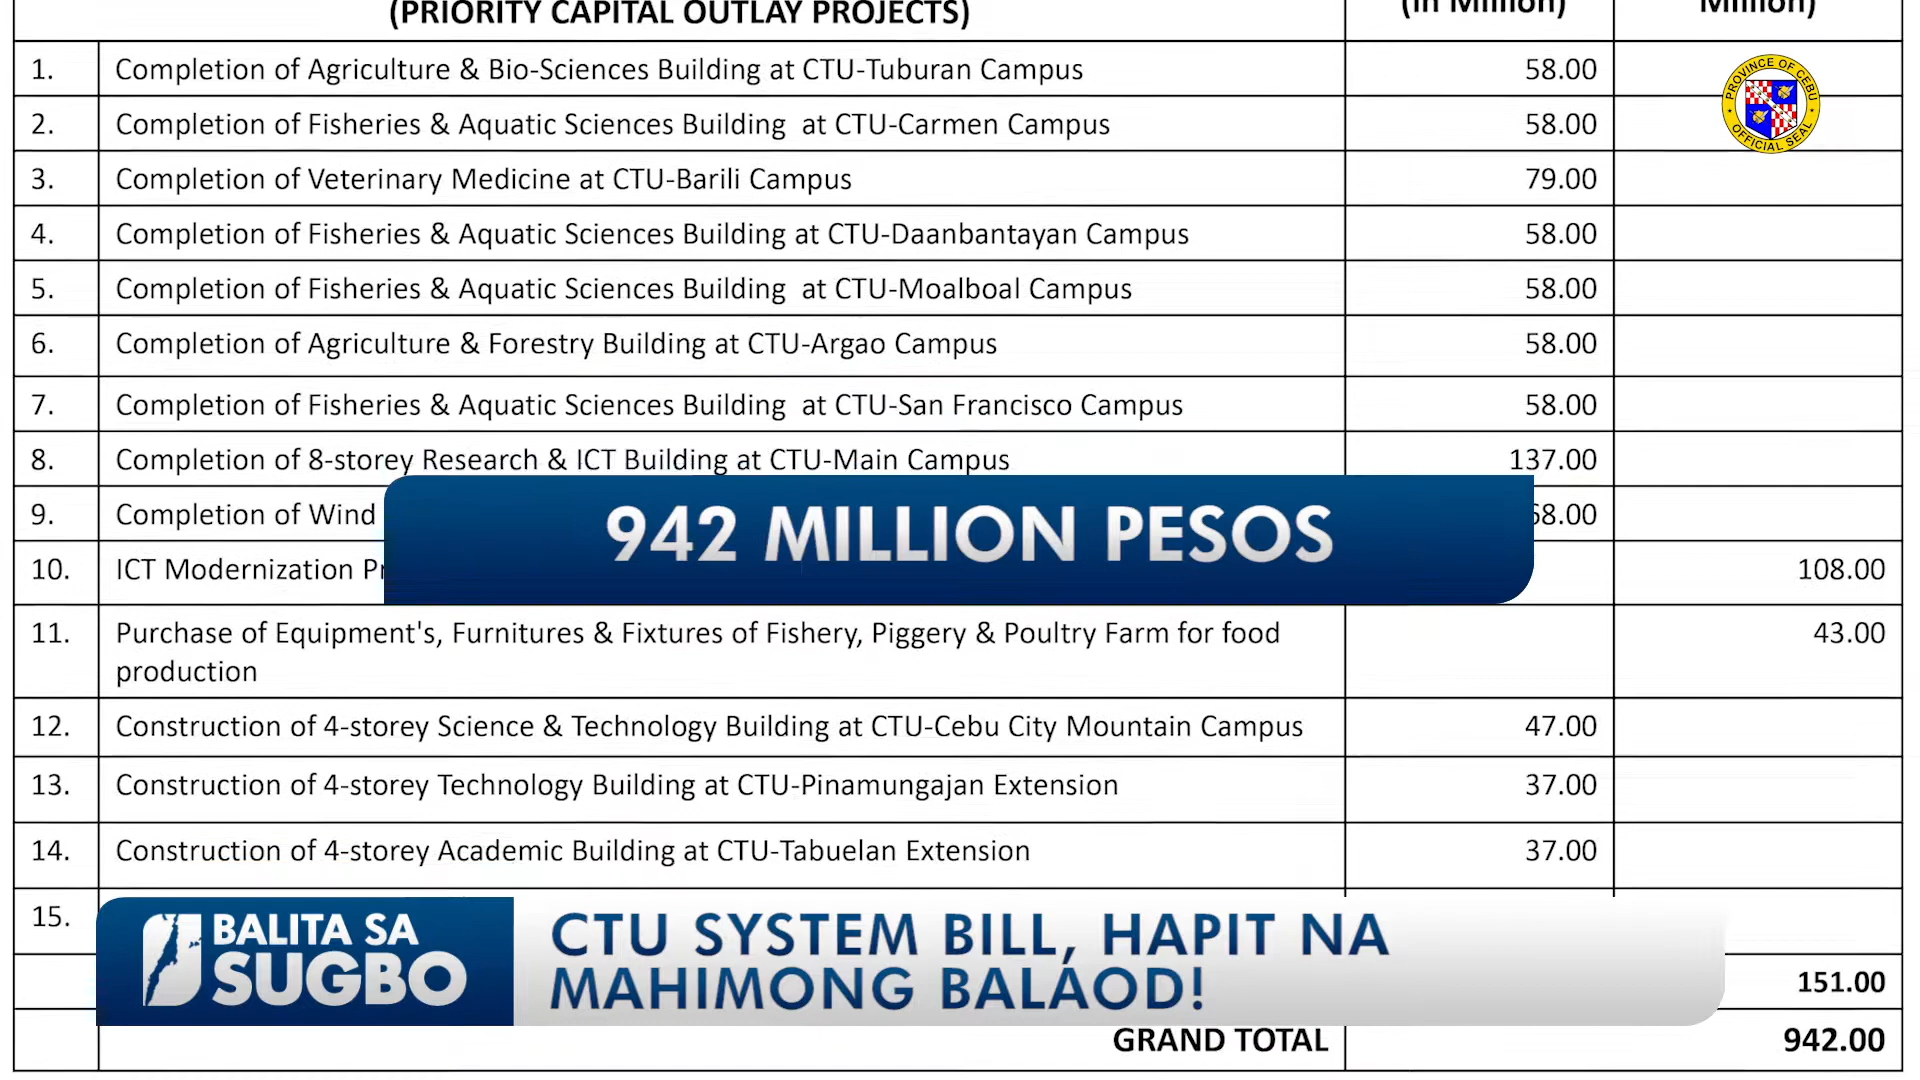 (PRIORITY CAPITAL OUTLAY PROJECTS) (In Million) Million)
1. Completion of Agriculture & Bio-Sciences Building at CTU-Tuburan Campus 58.00
PROVINCE OF CEBU
OFFICIAL SEAL
2. Completion of Fisheries & Aquatic Sciences Building at CTU-Carmen Campus 58.00
3. Completion of Veterinary Medicine at CTU-Barili Campus 79.00
4. Completion of Fisheries & Aquatic Sciences Building at CTU-Daanbantayan Campus 58.00
5. Completion of Fisheries & Aquatic Sciences Building at CTU-Moalboal Campus 58.00
6. Completion of Agriculture & Forestry Building at CTU-Argao Campus 58.00
7. Completion of Fisheries & Aquatic Sciences Building at CTU-San Francisco Campus 58.00
8. Completion of 8-storey Research & ICT Building at CTU-Main Campus 137.00
9. Completion of Wind 68.00
942 MILLION PESOS
10. ICT Modernization 108.00
11. Purchase of Equipment's, Furnitures & Fixtures of Fishery, Piggery & Poultry Farm for food 43.00
production
12. Construction of 4-storey Science & Technology Building at CTU-Cebu City Mountain Campus 47.00
13. Construction of 4-storey Technology Building at CTU-Pinamungajan Extension 37.00
14. Construction of 4-storey Academic Building at CTU-Tabuelan Extension 37.00
15.
BALITA SA
SUGBO
CTU SYSTEM BILL, HAPIT NA
MAHIMONG BALAOD!
151.00
GRAND TOTAL 942.00